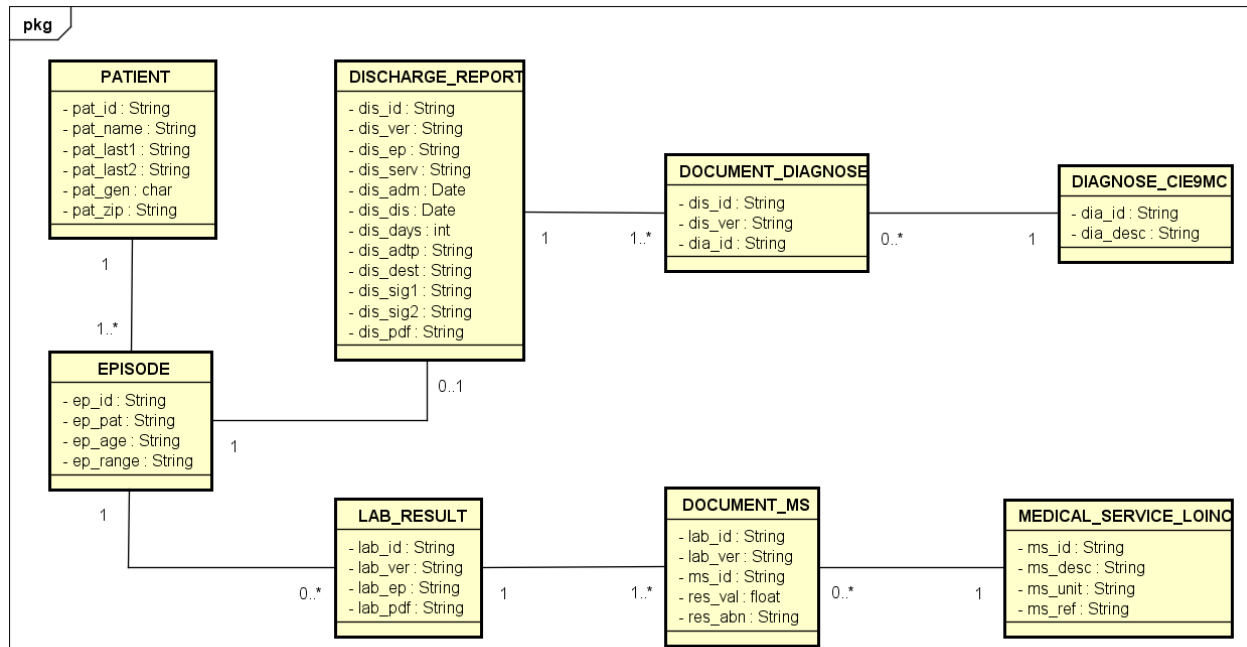 pkg
PATIENT
- pat_id : String
- pat_name : String
- pat_last1 : String
- pat_last2 : String
- pat_gen : char
- pat_zip : String
1
1..*
EPISODE
- ep_id : String
- ep_pat : String
- ep_age : String
- ep_range : String
1
1
DISCHARGE_REPORT
- dis_id : String
- dis_ver : String
- dis_ep : String
- dis_serv : String
- dis_adm : Date
- dis_dis : Date
- dis_days : int
- dis_adtp : String
- dis_dest : String
- dis_sig1 : String
- dis_sig2 : String
- dis_pdf : String
0..1
1
1..*
DOCUMENT_DIAGNOSE
- dis_id : String
- dis_ver : String
- dia_id : String
0..*
1
DIAGNOSE_CIE9MC
- dia_id : String
- dia_desc : String
0..*
LAB_RESULT
- lab_id : String
- lab_ver : String
- lab_ep : String
- lab_pdf : String
1
1..*
DOCUMENT_MS
- lab_id : String
- lab_ver : String
- ms_id : String
- res_val : float
- res_abn : String
0..*
1
MEDICAL_SERVICE_LOINC
- ms_id : String
- ms_desc : String
- ms_unit : String
- ms_ref : String